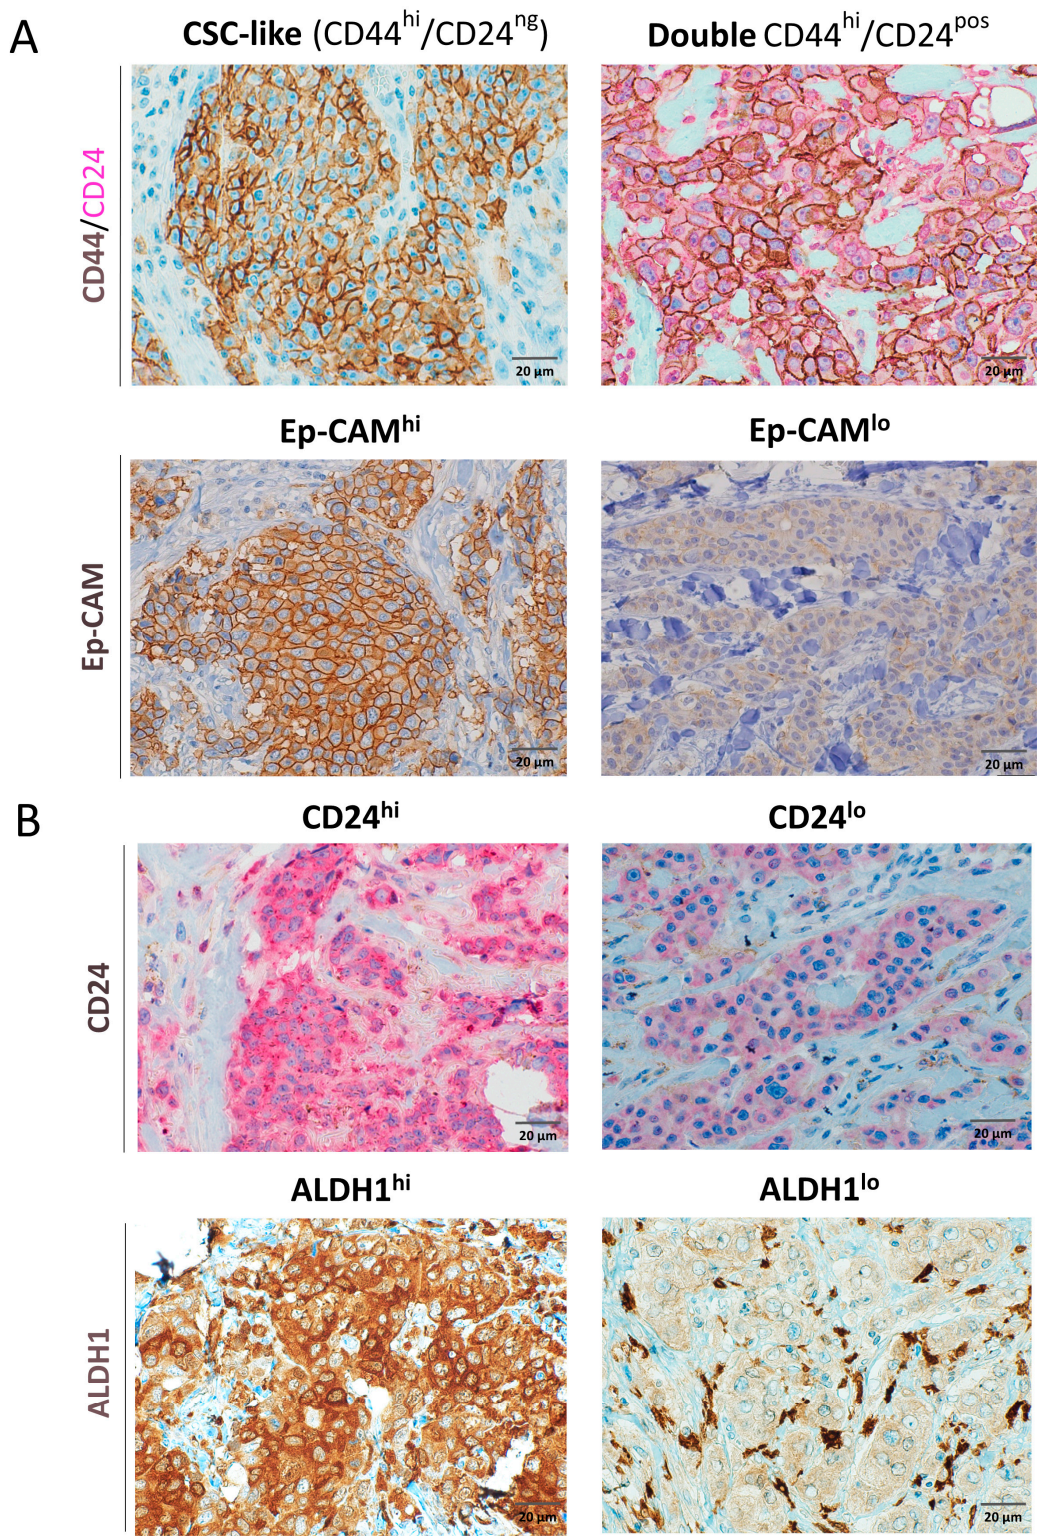 A
CSC-like (CD44hi/CD24ng)
Double CD44hi/CD24pos
CD44/CD24
20 µm
20 µm
Ep-CAMhi
Ep-CAMlo
Ep-CAM
20 µm
20 µm
B
CD24hi
CD24lo
CD24
20 µm
20 µm
ALDH1hi
ALDH1lo
ALDH1
20 µm
20 µm